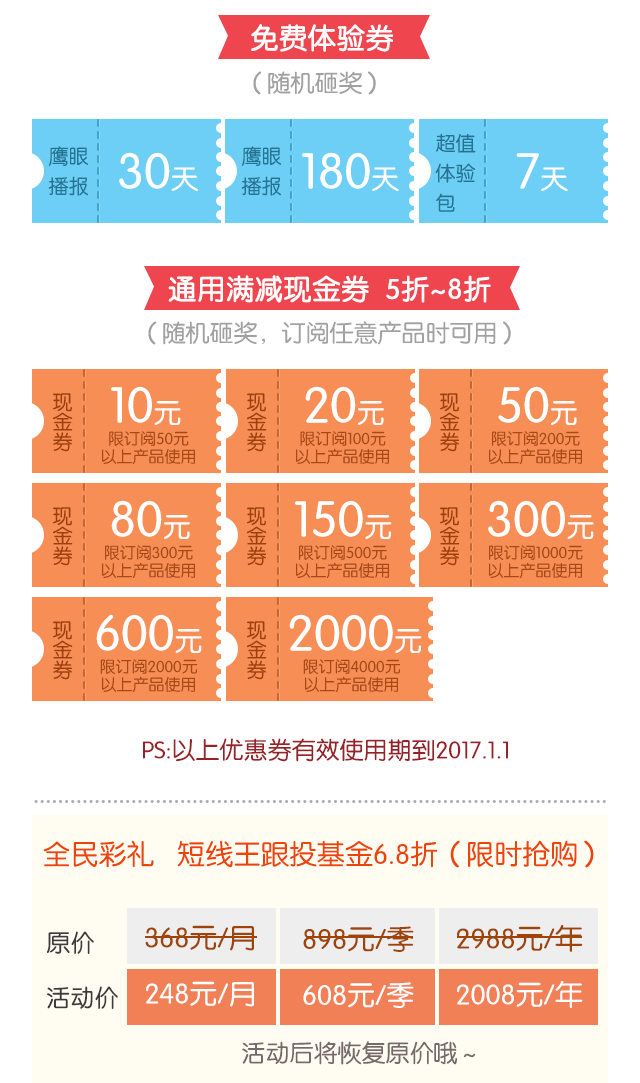 免费体验券
（随机砸奖）
鹰眼播报 30天
鹰眼播报 180天
超值体验包 7天
通用满减现金券 5折~8折
（随机砸奖，订阅任意产品时可用）
现金券 10元
限订阅50元
以上产品使用
现金券 20元
限订阅100元
以上产品使用
现金券 50元
限订阅200元
以上产品使用
现金券 80元
限订阅300元
以上产品使用
现金券 150元
限订阅500元
以上产品使用
现金券 300元
限订阅1000元
以上产品使用
现金券 600元
限订阅2000元
以上产品使用
现金券 2000元
限订阅4000元
以上产品使用
PS:以上优惠券有效使用期到2017.1.1
全民彩礼 短线王跟投基金6.8折（限时抢购）
原价 368元/月 898元/季 2988元/年
活动价 248元/月 608元/季 2008元/年
活动后将恢复原价哦~